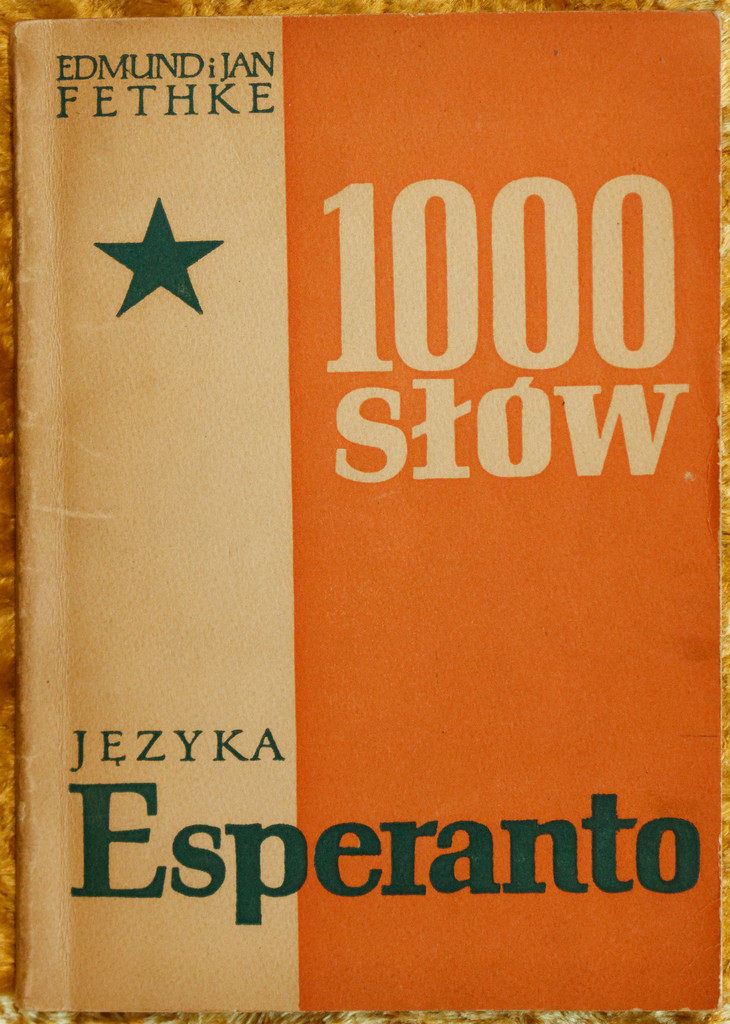 EDMUND i JAN
FETHKE
1000
słów
JĘZYKA
Esperanto